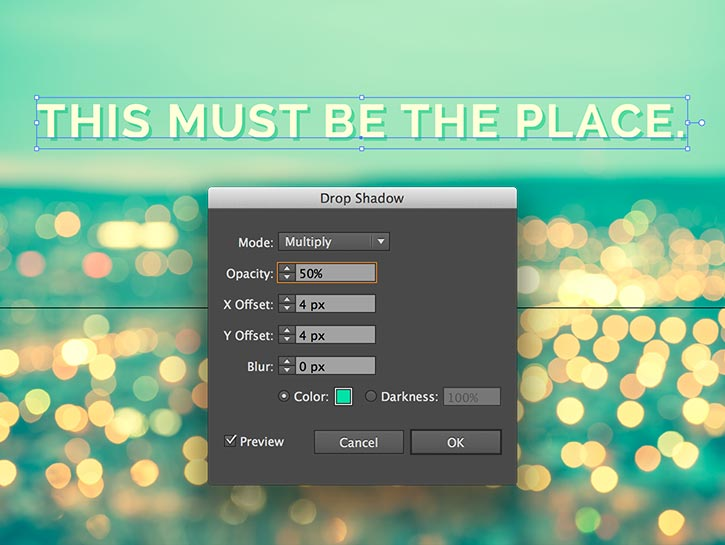 THIS MUST BE THE PLACE.
Drop Shadow
Mode: Multiply
Opacity: 50%
X Offset: 4 px
Y Offset: 4 px
Blur: 0 px
Color: Darkness: 100%
Preview Cancel OK